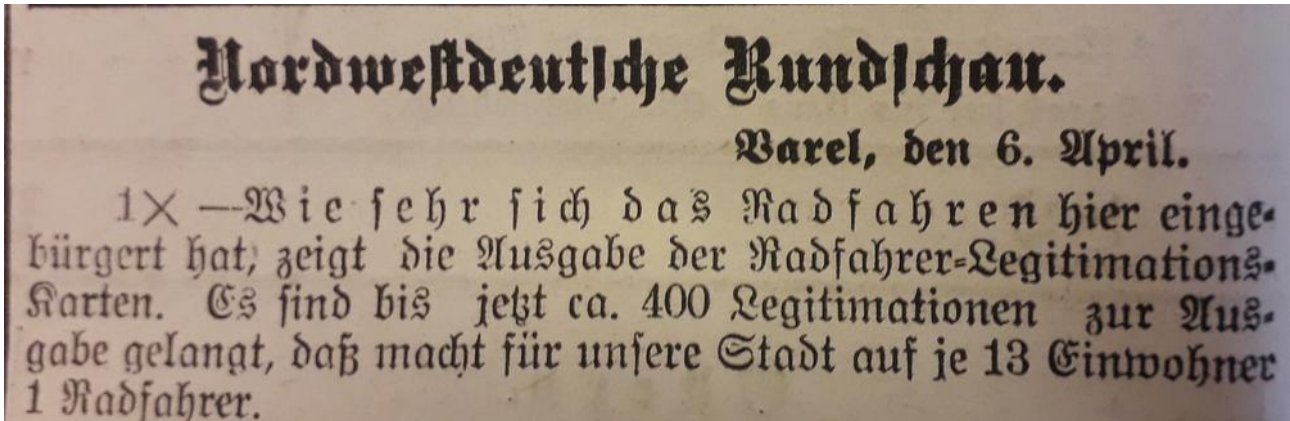 Nordwestdeutsche Rundschau.
Varel, den 6. April.
1× —Wie sehr sich das Radfahren hier einge-
bürgert hat, zeigt die Ausgabe der Radfahrer-Legitimations-
Karten. Es sind bis jetzt ca. 400 Legitimationen zur Aus-
gabe gelangt, daß macht für unsere Stadt auf je 13 Einwohner
1 Radfahrer.